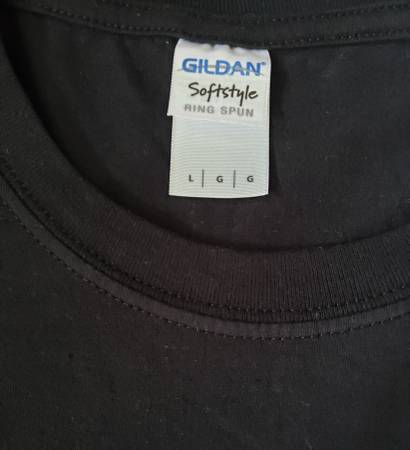 GILDAN®
Softstyle
RING SPUN
L | G | G